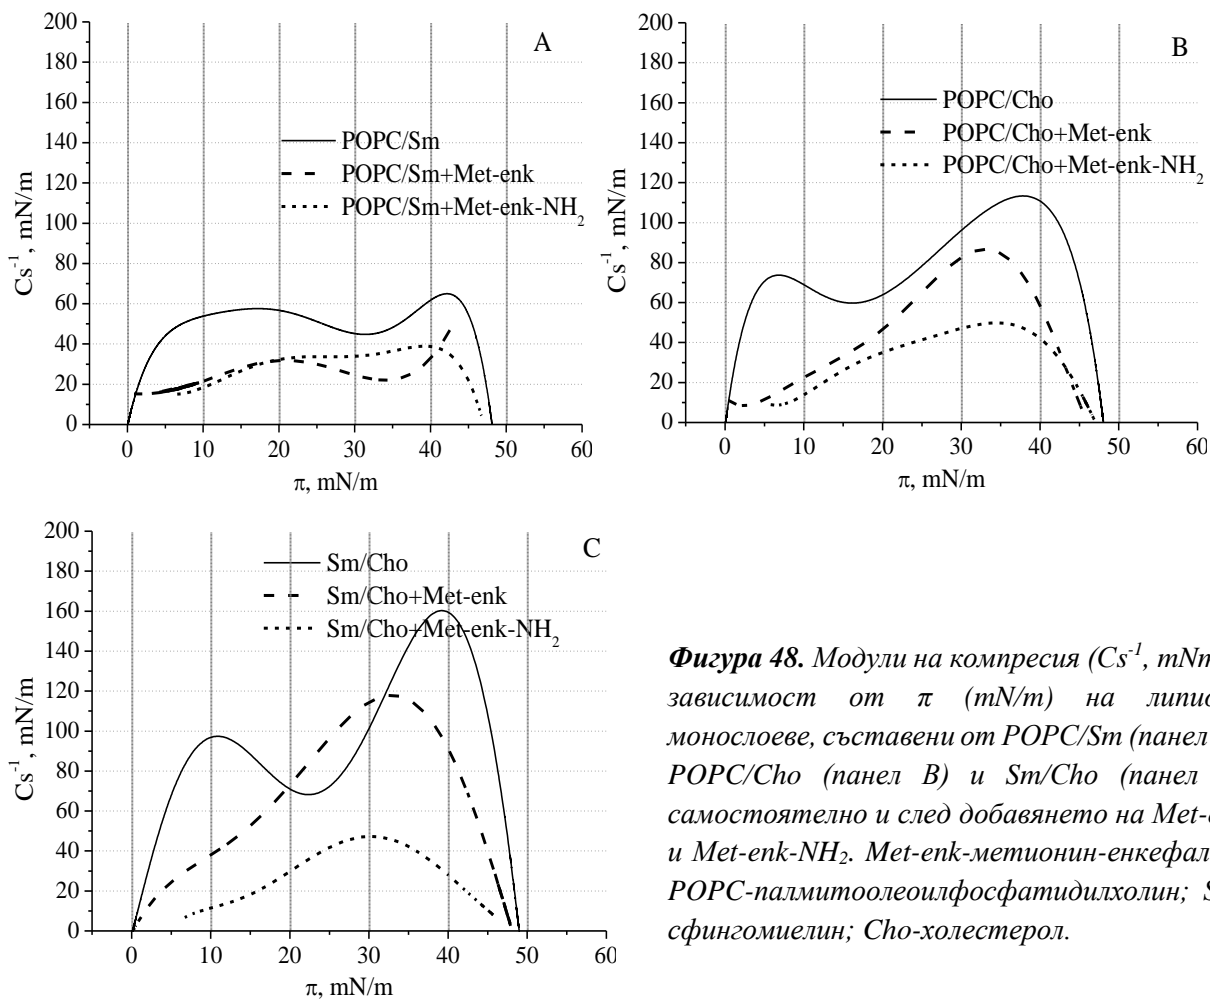 A
200
180
160
140
120
100
80
60
40
20
0
POPC/Sm
POPC/Sm+Met-enk
POPC/Sm+Met-enk-NH2
Cs-1, mN/m
0 10 20 30 40 50 60
π, mN/m
B
200
180
160
140
120
100
80
60
40
20
0
POPC/Cho
POPC/Cho+Met-enk
POPC/Cho+Met-enk-NH2
Cs-1, mN/m
0 10 20 30 40 50 60
π, mN/m
C
200
180
160
140
120
100
80
60
40
20
0
Sm/Cho
Sm/Cho+Met-enk
Sm/Cho+Met-enk-NH2
Cs-1, mN/m
0 10 20 30 40 50 60
π, mN/m
Фигура 48. Модули на компресия (Cs-1, mNm
зависимост от π (mN/m) на
монослоеве, съставени от POPC/Sm (панел
POPC/Cho (панел B) и Sm/Cho (панел
самостоятелно и след добавянето на
и Met-enk-NH2. Met-enk-метионин-
POPC-палмитоолеоилфосфатидилхолин;
сфингомиелин; Cho-холестерол.